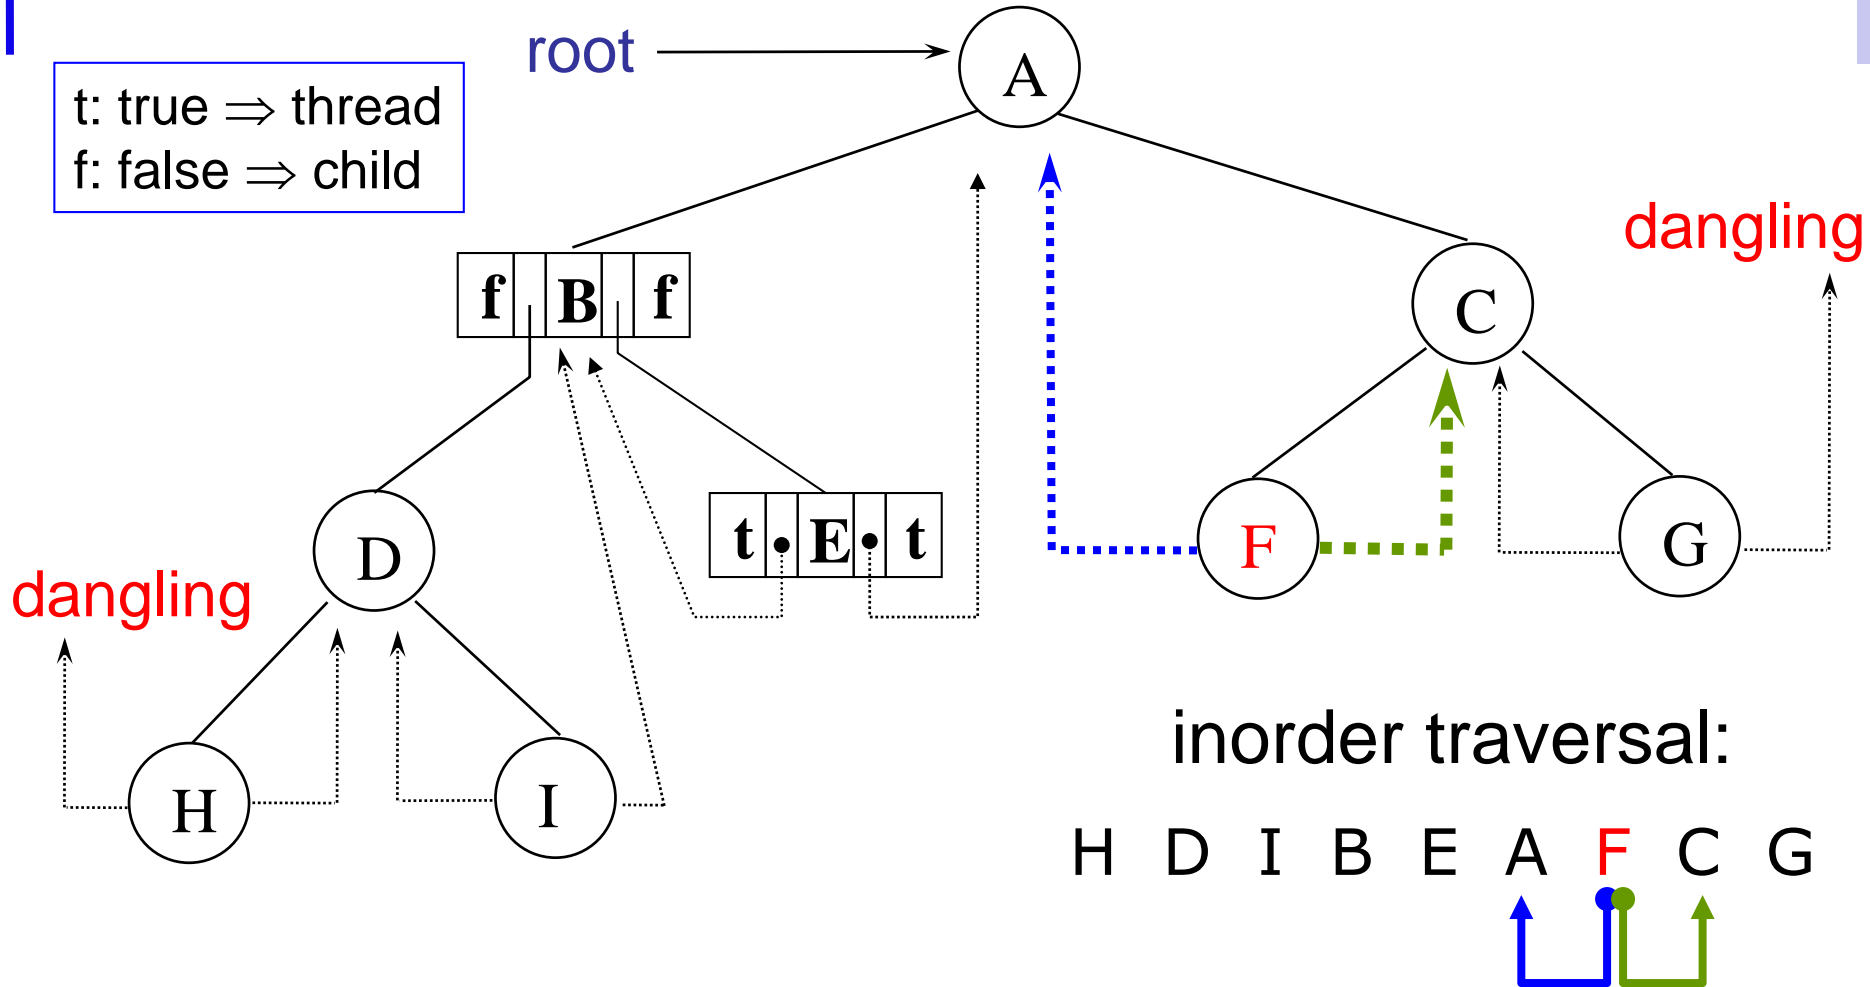 root
A
t: true ⇒ thread
f: false ⇒ child
dangling
f B f
C
D
t • E • t
F
G
dangling
H
I
inorder traversal:
H D I B E A F C G